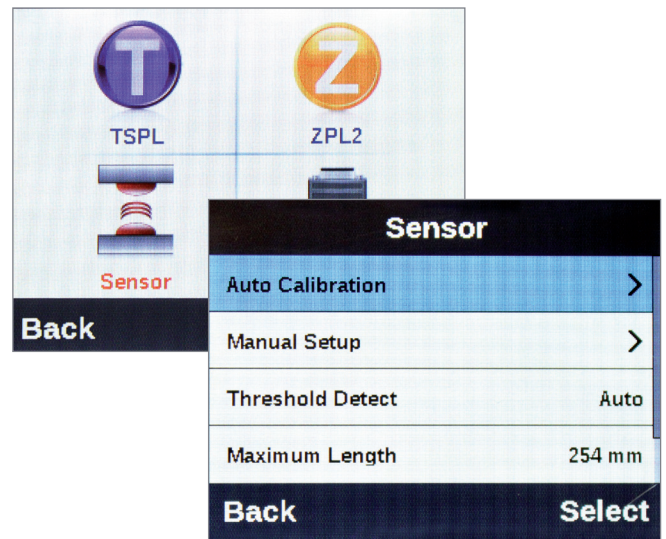 T
Z
TSPL
ZPL2
Sensor
Back
Sensor
Auto Calibration
Manual Setup
Threshold Detect Auto
Maximum Length 254 mm
Back Select